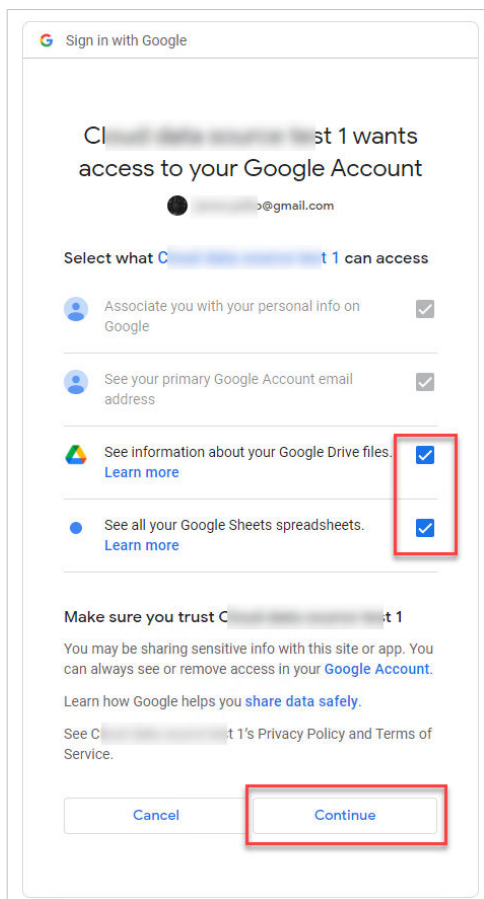 Sign in with Google
st 1 wants
access to your Google Account
@gmail.com
Select what 1 can access
Associate you with your personal info on
Google
See your primary Google Account email
address
See information about your Google Drive files.
Learn more
See all your Google Sheets spreadsheets.
Learn more
Make sure you trust 1
You may be sharing sensitive info with this site or app. You
can always see or remove access in your Google Account.
Learn how Google helps you share data safely.
See 1's Privacy Policy and Terms of
Service.
Cancel
Continue